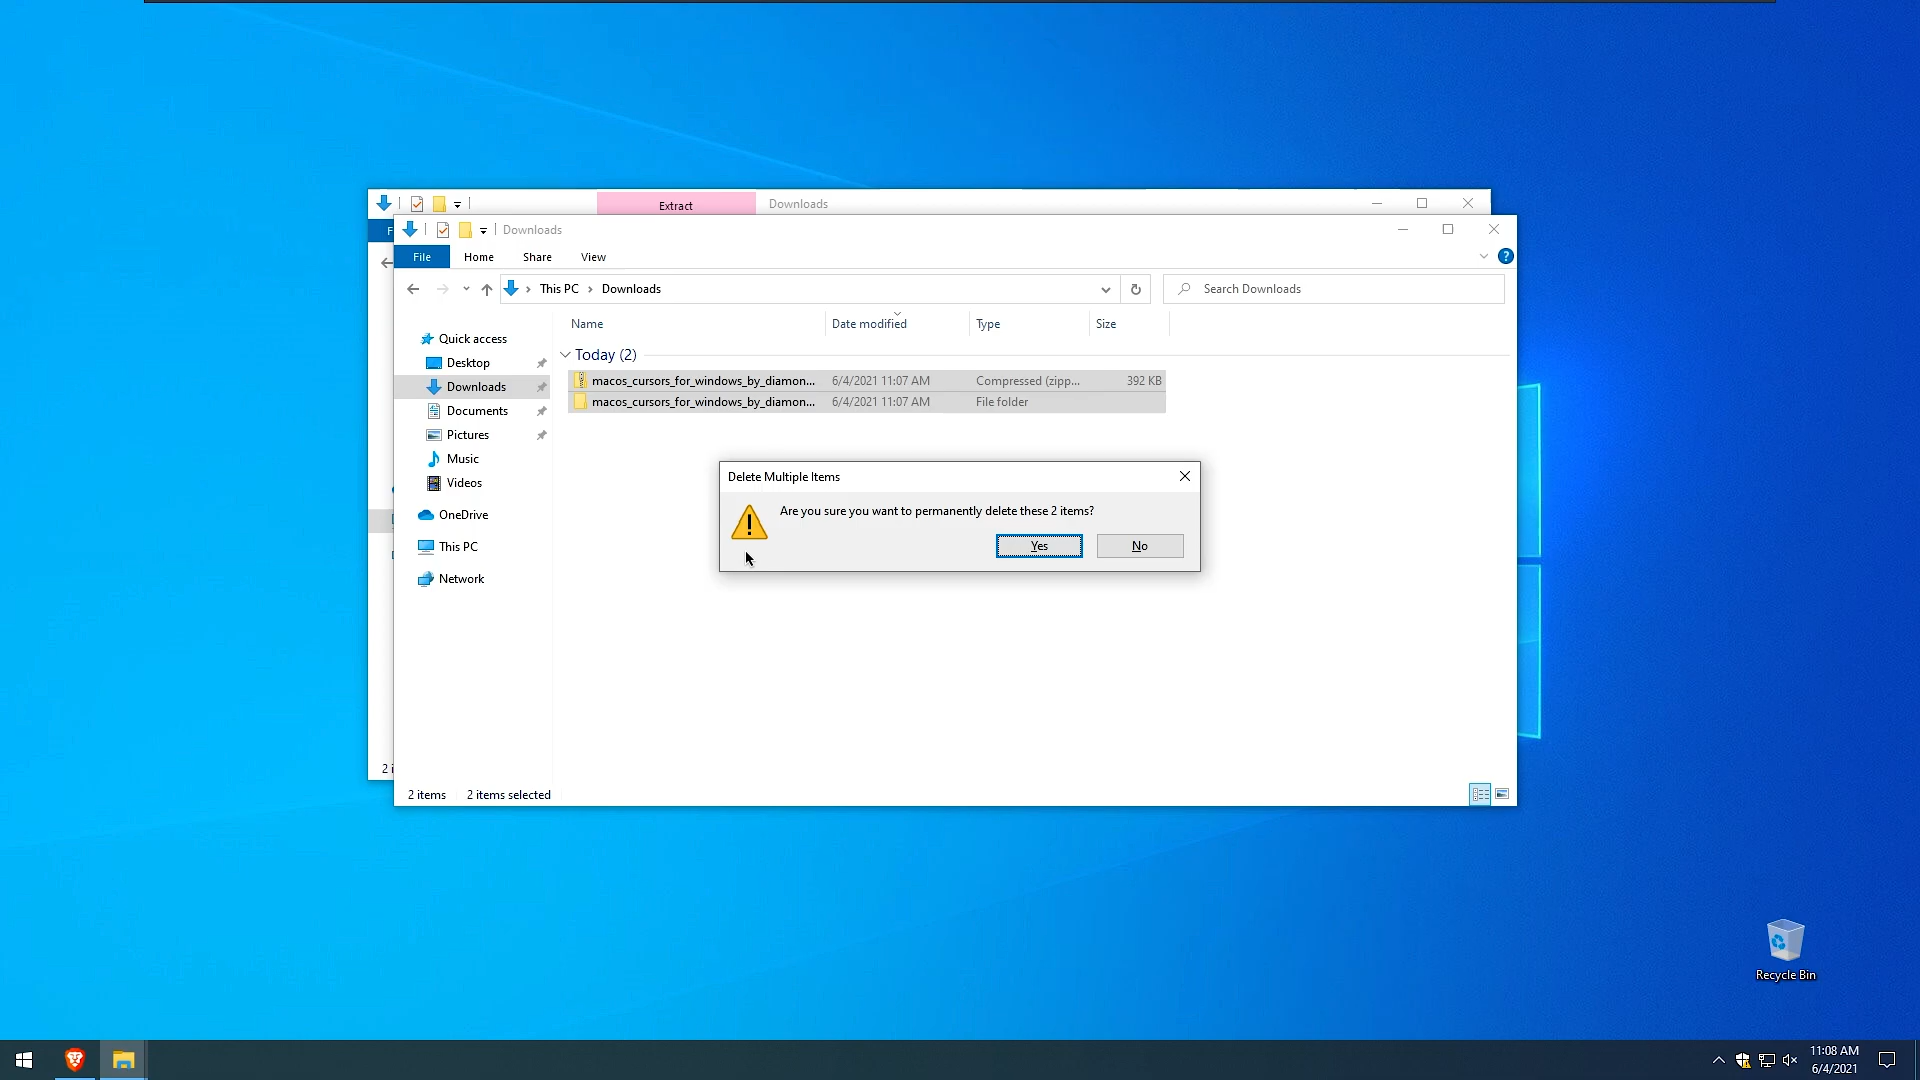 Extract
Downloads
Downloads
File
Home
Share
View
This PC
Downloads
Search Downloads
Name
Date modified
Type
Size
Quick access
Desktop
Downloads
Documents
Pictures
Music
Videos
OneDrive
This PC
Network
Today (2)
macos_cursors_for_windows_by_diamon... 6/4/2021 11:07 AM Compressed (zipp... 392 KB
macos_cursors_for_windows_by_diamon... 6/4/2021 11:07 AM File folder
Delete Multiple Items
Are you sure you want to permanently delete these 2 items?
Yes
No
2 items
2 items selected
Recycle Bin
11:08 AM
6/4/2021